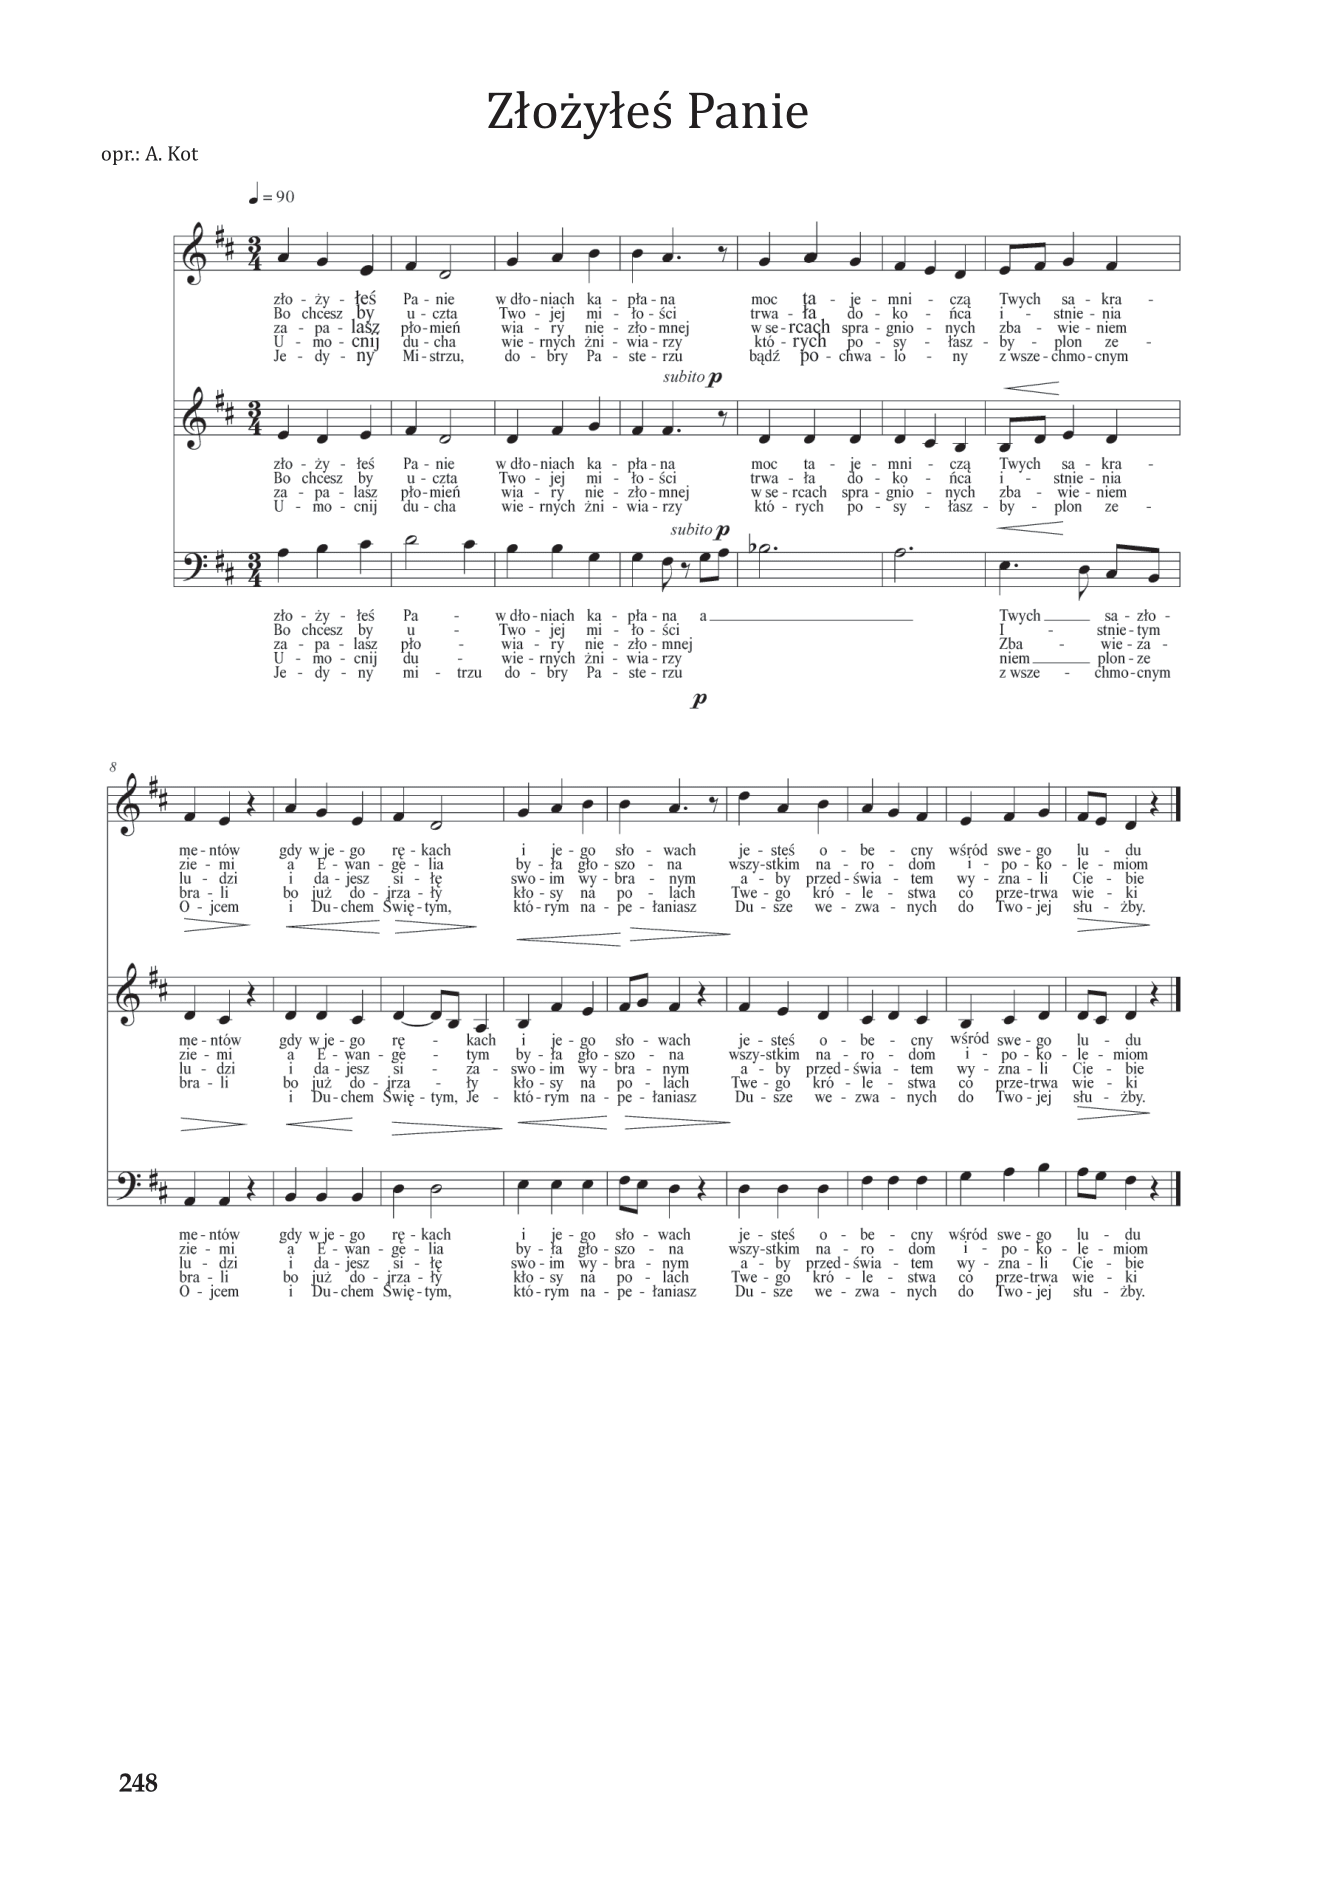 Złożyłeś Panie
opr.: A. Kot
= 90
zło - ży - łeś Pa - nie w dło - niach ka - pła - na moc ta - je - mni - czą Twych sa - kra -
Bo chcesz by u - czta Two - jej mi - ło - ści trwa - ła do - ko - ńca i - stnie - nia
za - pa - lasz pło - mień wia - ry nie - zło - mnej w se - rcach spra - gnio - nych zba - wie - niem
U - mo - cnij du - cha wie - rnych żni - wia - rzy któ - rych po - sy - łasz - by - plon ze -
Je - dy - ny Mi - strzu, do - bry Pa - ste - rzu bądź po - chwa - lo - ny z wsze - chmo - cnym
subito p
zło - ży - łeś Pa - nie w dło - niach ka - pła - na moc ta - je - mni - czą Twych sa - kra -
Bo chcesz by u - czta Two - jej mi - ło - ści trwa - ła do - ko - ńca i - stnie - nia
za - pa - lasz pło - mień wia - ry nie - zło - mnej w se - rcach spra - gnio - nych zba - wie - niem
U - mo - cnij du - cha wie - rnych żni - wia - rzy któ - rych po - sy - łasz - by - plon ze -
subito p
zło - ży - łeś Pa - w dło - niach ka - pła - na a Twych sa - zło -
Bo chcesz by u - Two - jej mi - ło - ści I - stnie - tym
za - pa - lasz pło - wia - ry nie - zło - mnej Zba - wie - za -
U - mo - cnij du - wie - rnych żni - wia - rzy niem plon - ze
Je - dy - ny mi - trzu do - bry Pa - ste - rzu z wsze - chmo - cnym
p
8
me - ntów gdy w je - go rę - kach i je - go sło - wach je - steś o - be - cny wśród swe - go lu - du
zie - mi a E - wan - gę - lia by - ła gło - szo - na wszy - stkim na - ro - dom i - po - ko - le - miom
lu - dzi i da - jesz si - łę swo - im wy - bra - nym a - by przed - świa - tem wy - zna - li Cie - bie
bra - li bo już do - jrza - ły kło - sy na po - lach Twe - go kró - le - stwa co prze - trwa wie - ki
O - jcem i Du - chem Świę - tym, któ - rym na - pe - łaniasz Du - sze we - zwa - nych do Two - jej słu - żby.
me - ntów gdy w je - go rę - kach i je - go sło - wach je - steś o - be - cny wśród swe - go lu - du
zie - mi a E - wan - ge - tym by - ła gło - szo - na wszy - stkim na - ro - dom i - po - ko - le - miom
lu - dzi i da - jesz si - za - swo - im wy - bra - nym a - by przed - świa - tem wy - zna - li Cie - bie
bra - li bo już do - jrza - ły kło - sy na po - lach Twe - go kró - le - stwa co prze - trwa wie - ki
i Du - chem Świę - tym, Je - któ - rym na - pe - łaniasz Du - sze we - zwa - nych do Two - jej słu - żby.
me - ntów gdy w je - go rę - kach i je - go sło - wach je - steś o - be - cny wśród swe - go lu - du
zie - mi a E - wan - ge - lia by - ła gło - szo - na wszy - stkim na - ro - dom i - po - ko - le - miom
lu - dzi i da - jesz si - łę swo - im wy - bra - nym a - by przed - świa - tem wy - zna - li Cie - bie
bra - li bo już do - jrza - ły kło - sy na po - lach Twe - go kró - le - stwa co prze - trwa wie - ki
O - jcem i Du - chem Świę - tym, któ - rym na - pe - łaniasz Du - sze we - zwa - nych do Two - jej słu - żby.
248